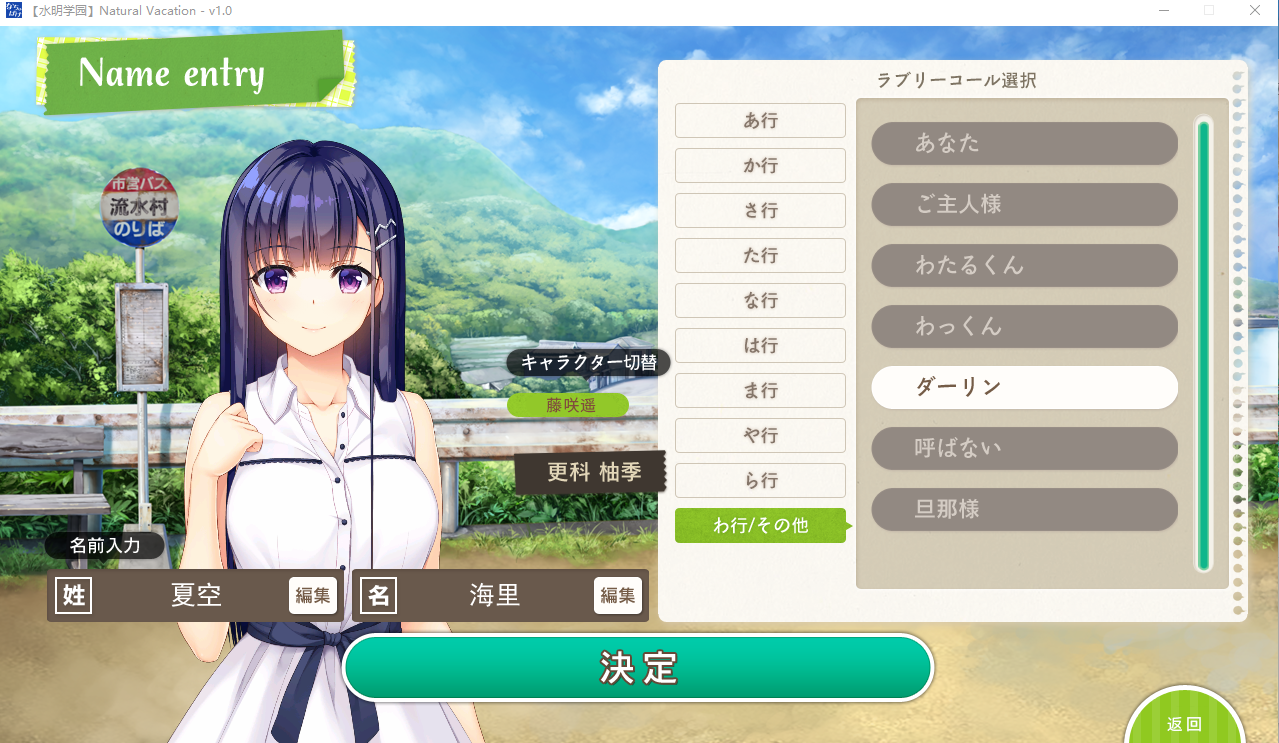 【水明学园】Natural Vacation - v1.0
Name entry
市営バス
流水村
のりば
キャラクター切替
藤咲遥
更科 柚季
名前入力
姓 夏空 編集
名 海里 編集
ラブリーコール選択
あ行
か行
さ行
た行
な行
は行
ま行
や行
ら行
わ行/その他
あなた
ご主人様
わたるくん
わっくん
ダーリン
呼ばない
旦那様
決定
返回